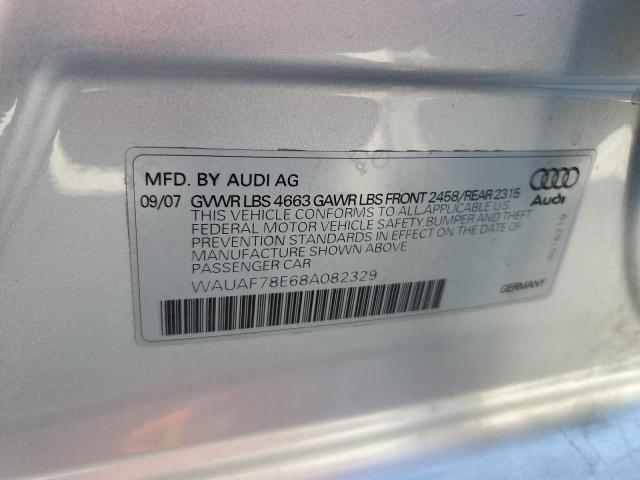 MFD. BY AUDI AG
09/07 GVWR LBS 4663 GAWR LBS FRONT 2458/REAR 2315
THIS VEHICLE CONFORMS TO ALL APPLICABLE U.S.
FEDERAL MOTOR VEHICLE SAFETY, BUMPER, AND THEFT
PREVENTION STANDARDS IN EFFECT ON THE DATE OF
MANUFACTURE SHOWN ABOVE
PASSENGER CAR
WAUAF78E68A082329
Audi
4016219
GERMANY